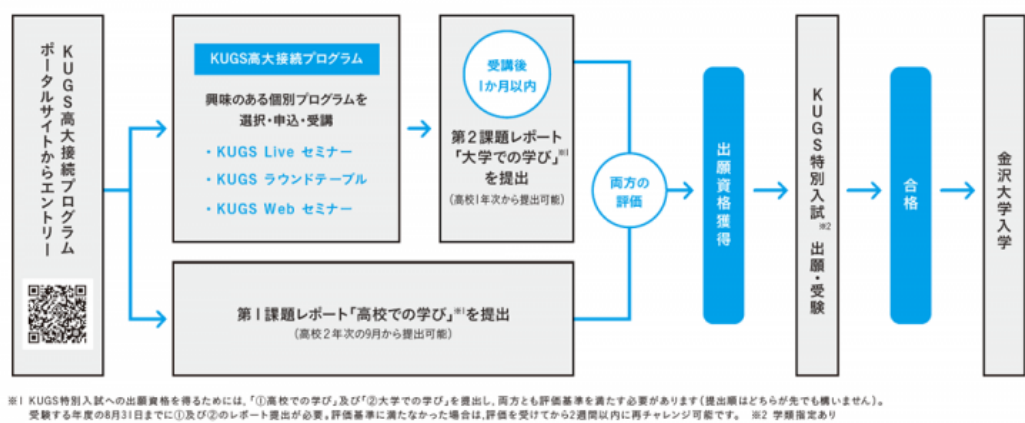 KUGS高大接続プログラム
ポータルサイトからエントリー
KUGS高大接続プログラム
興味のある個別プログラムを
選択・申込・受講
・KUGS Live セミナー
・KUGS ラウンドテーブル
・KUGS Web セミナー
受講後
1か月以内
第2課題レポート
「大学での学び」※1
を提出
(高校1年次から提出可能)
第1課題レポート「高校での学び」※1を提出
(高校2年次の9月から提出可能)
両方の
評価
出願資格獲得
KUGS特別入試※2 出願・受験
合格
金沢大学入学
※1 KUGS特別入試への出願資格を得るためには、「①高校での学び」及び「②大学での学び」を提出し、両方とも評価基準を満たす必要があります(提出順はどちらが先でも構いません)。
受験する年度の8月31日までに①及び②のレポート提出が必要。評価基準に満たなかった場合は、評価を受けてから2週間以内に再チャレンジ可能です。 ※2 学類指定あり